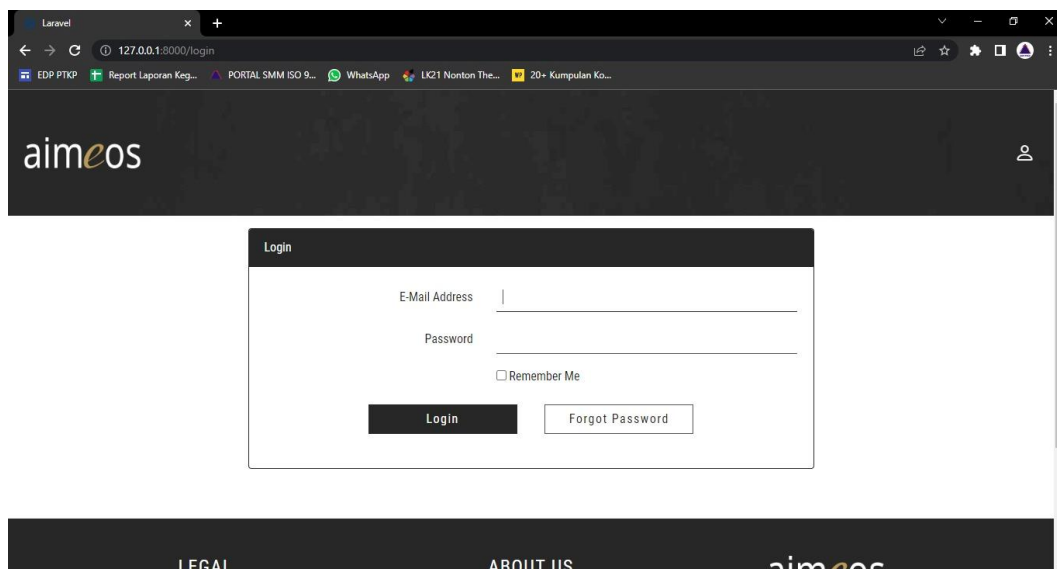 Laravel
127.0.0.1:8000/login
EDP PTKP Report Laporan Keg... PORTAL SMM ISO 9... WhatsApp LK21 Nonton The... WP 20+ Kumpulan Ko...
aimeos
Login
E-Mail Address
Password
Remember Me
Login Forgot Password
LEGAL ABOUT US aimeos